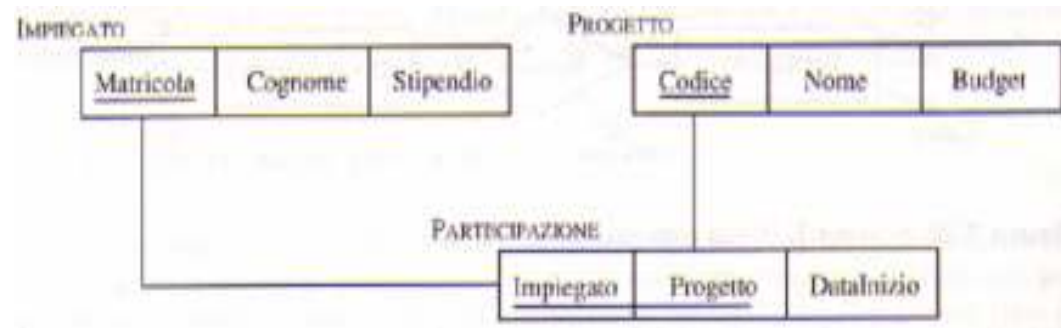 IMPIEGATO
PROGETTO
Matricola Cognome Stipendio
Codice Nome Budget
PARTECIPAZIONE
Impiegato Progetto DataInizio